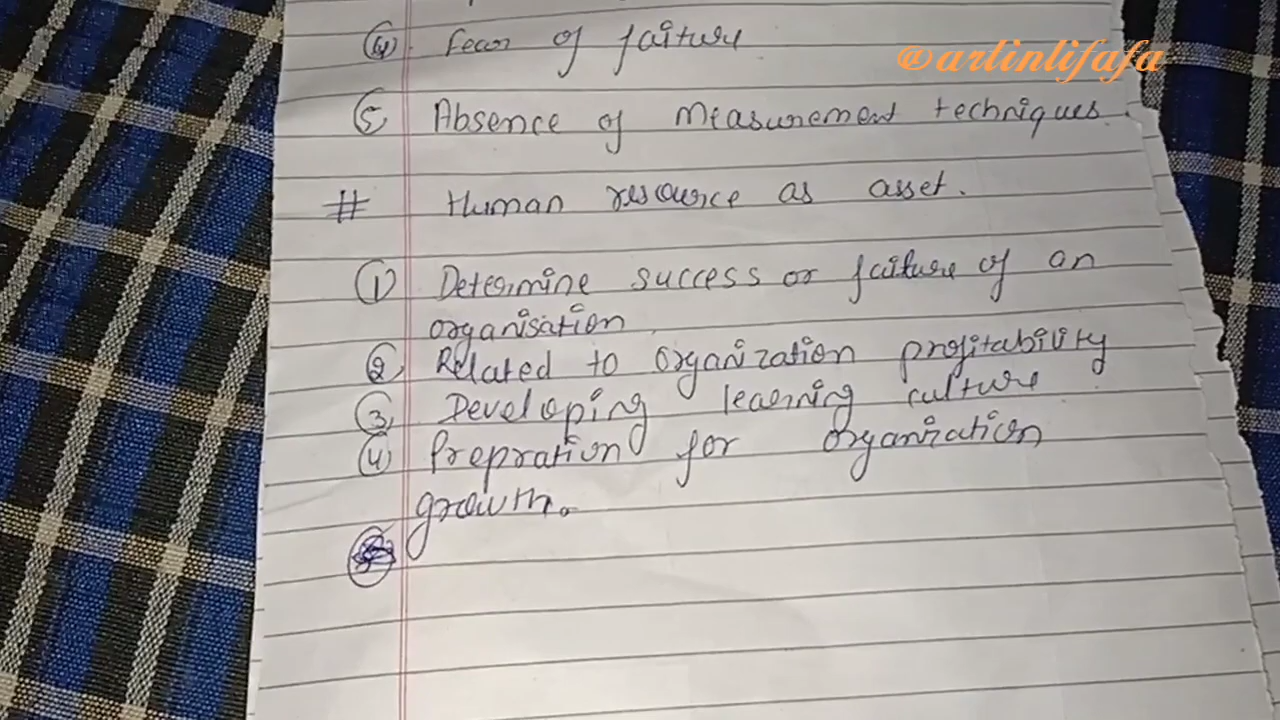 ④. Fear of failure
@artinlifafa
⑤ Absence of measurement techniques.
# Human resource as asset.
① Determine success or failure of an
organisation
② Related to organization profitability
③ Developing learning culture
④ Prepration for organization
growth.